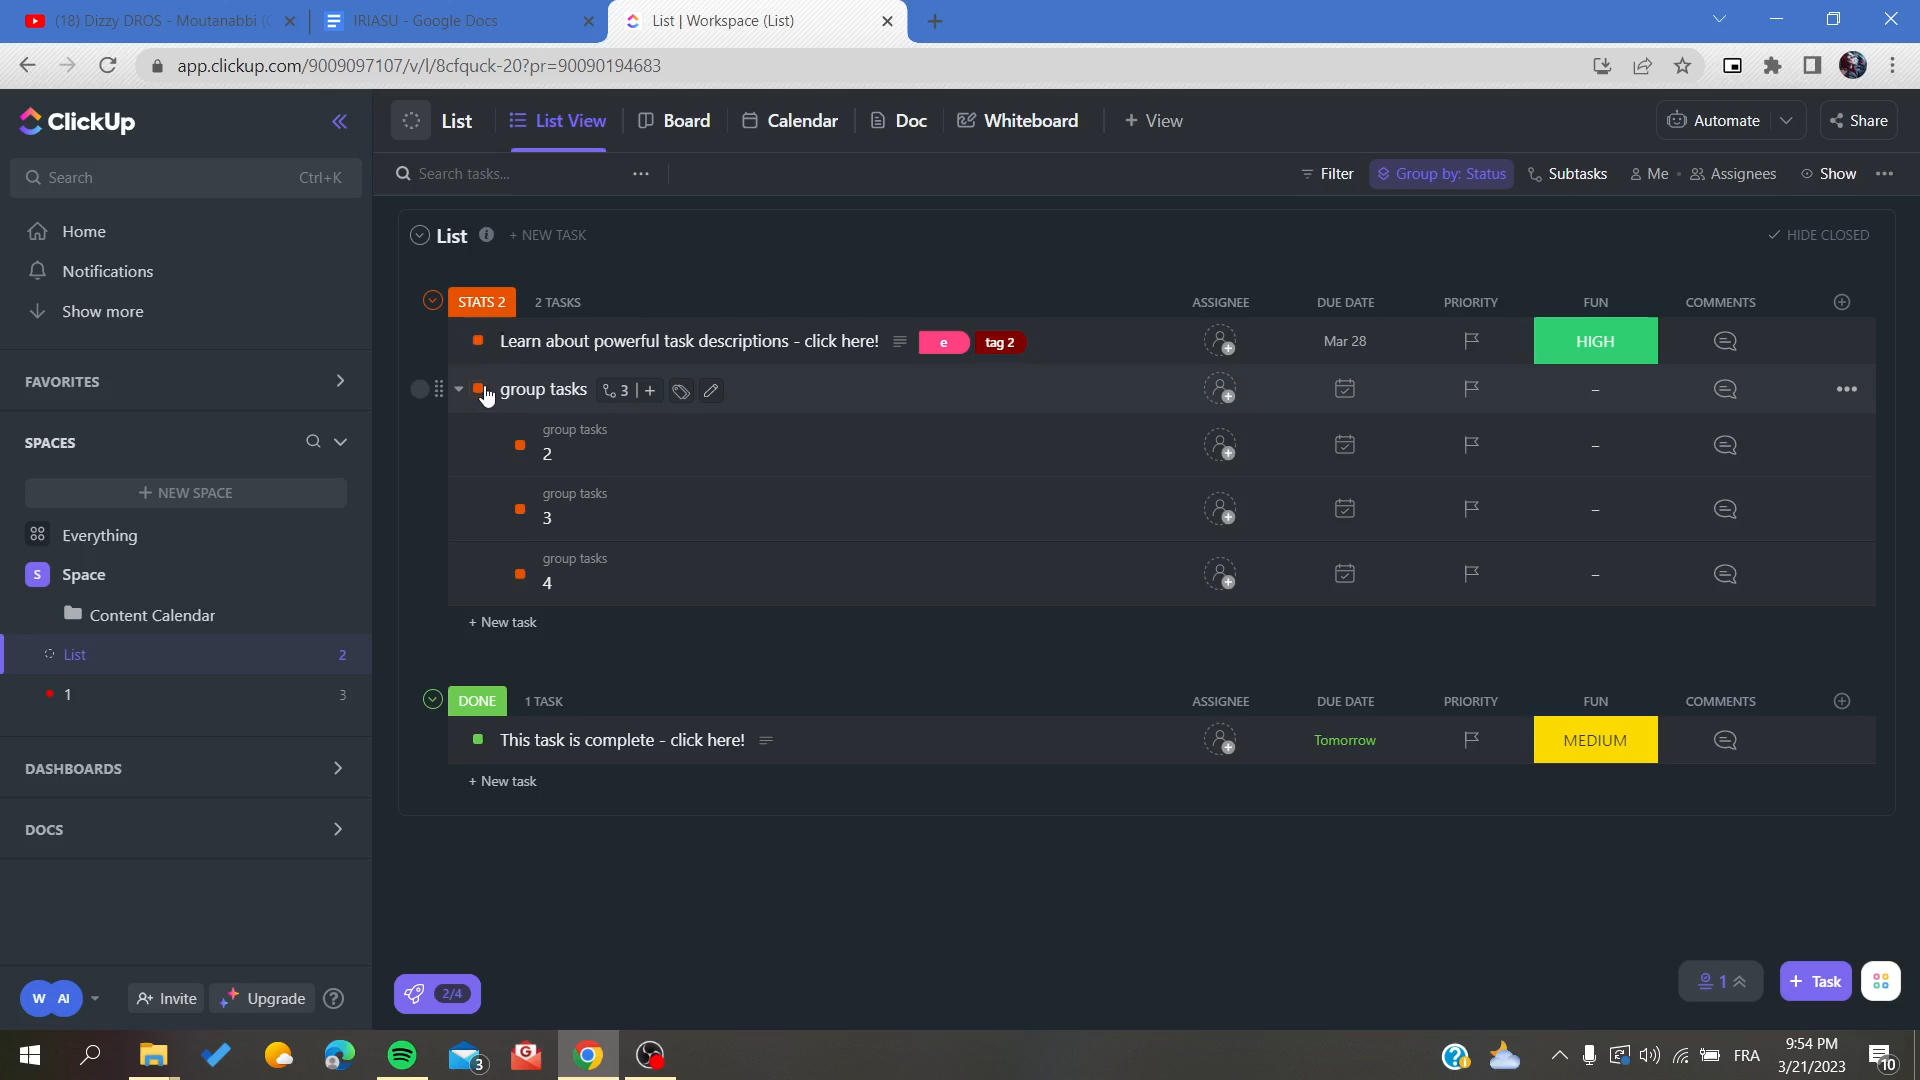 (18) Dizzy DROS - Moutanabbi (
IRIASU - Google Docs
List | Workspace (List)
app.clickup.com/9009097107/v/l/8cfquck-20?pr=90090194683
ClickUp
List
List View
Board
Calendar
Doc
Whiteboard
+ View
Automate
Share
Search
Ctrl+K
Search tasks...
Filter
Group by: Status
Subtasks
Me
Assignees
Show
Home
Notifications
Show more
FAVORITES
SPACES
+ NEW SPACE
Everything
S
Space
Content Calendar
List
2
1
3
DASHBOARDS
DOCS
W
AI
Invite
Upgrade
List
+ NEW TASK
HIDE CLOSED
STATS 2
2 TASKS
ASSIGNEE
DUE DATE
PRIORITY
FUN
COMMENTS
Learn about powerful task descriptions - click here!
e
tag 2
Mar 28
HIGH
group tasks
3
–
group tasks
2
–
group tasks
3
–
group tasks
4
–
+ New task
DONE
1 TASK
ASSIGNEE
DUE DATE
PRIORITY
FUN
COMMENTS
This task is complete - click here!
Tomorrow
MEDIUM
+ New task
2/4
1
+ Task
3
FRA
9:54 PM
3/21/2023
10